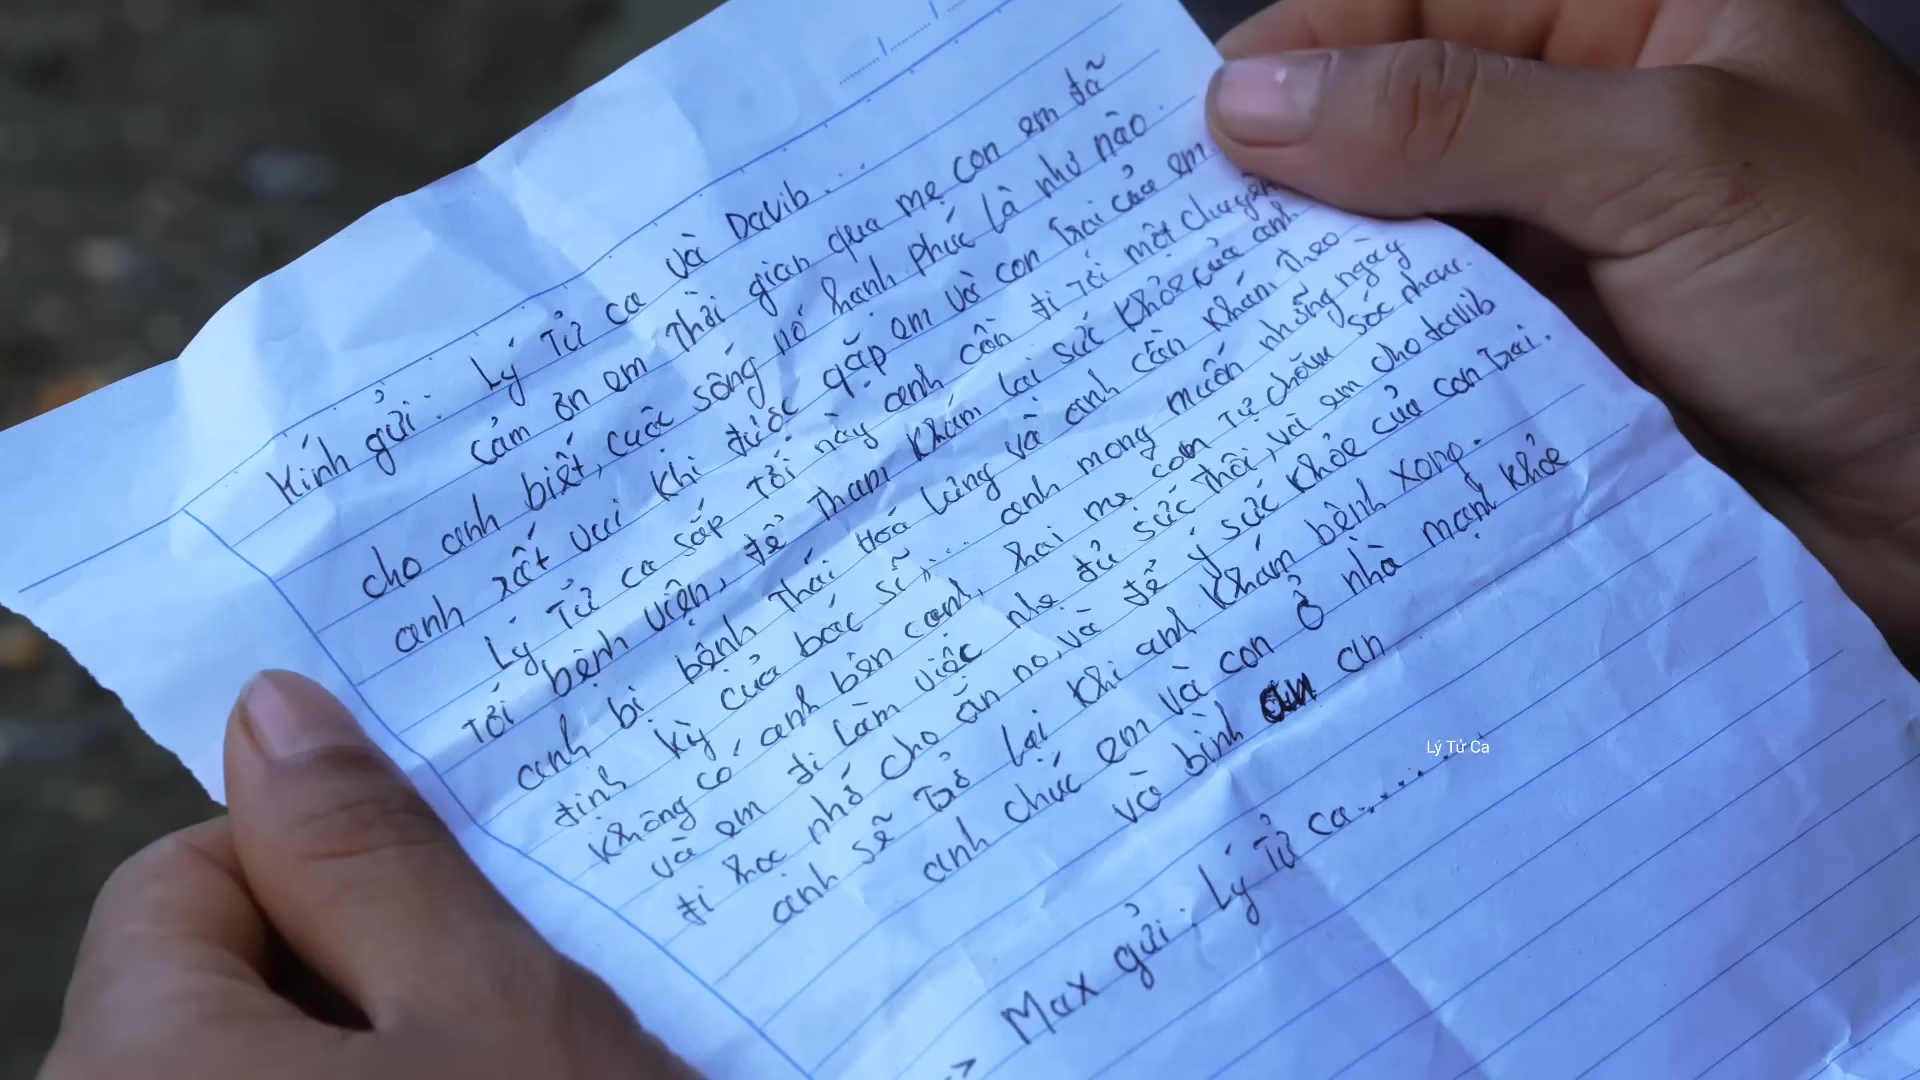 Kính gửi: Lý Tử ca và Davib...
cảm ơn em thời gian qua mẹ con em đã
cho anh biết, cuộc sống nó hạnh phúc là như nào.
anh rất vui khi được gặp em và con trai của em
Lý Tử ca sắp tới này anh cần đi tới một chuyến
tới bệnh viện, để tham khám lại sức khỏe của anh
anh bị bệnh thái Hoá lưng và anh cần khám theo
định kỳ của bác sĩ.... anh mong muốn những ngày
không có, anh bên cạnh, hai mẹ con tự chăm sóc nhau.
và em đi làm việc nhẹ đủ sức thôi, và em cho davib
đi học nhớ cho ăn no, và để ý sức khỏe của con trai.
anh sẽ trở lại khi anh khám bệnh xong.
anh chúc em và con ở nhà mạnh khỏe
và bình an
Max gửi: Lý Tử ca.......
Lý Tử Ca